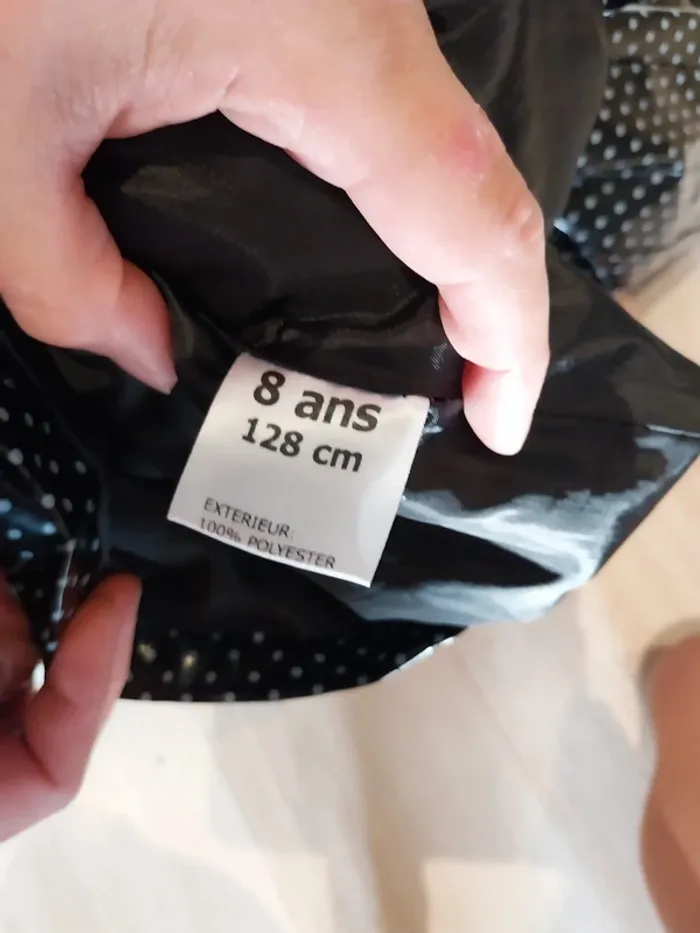 8 ans
128 cm
EXTERIEUR:
100% POLYESTER